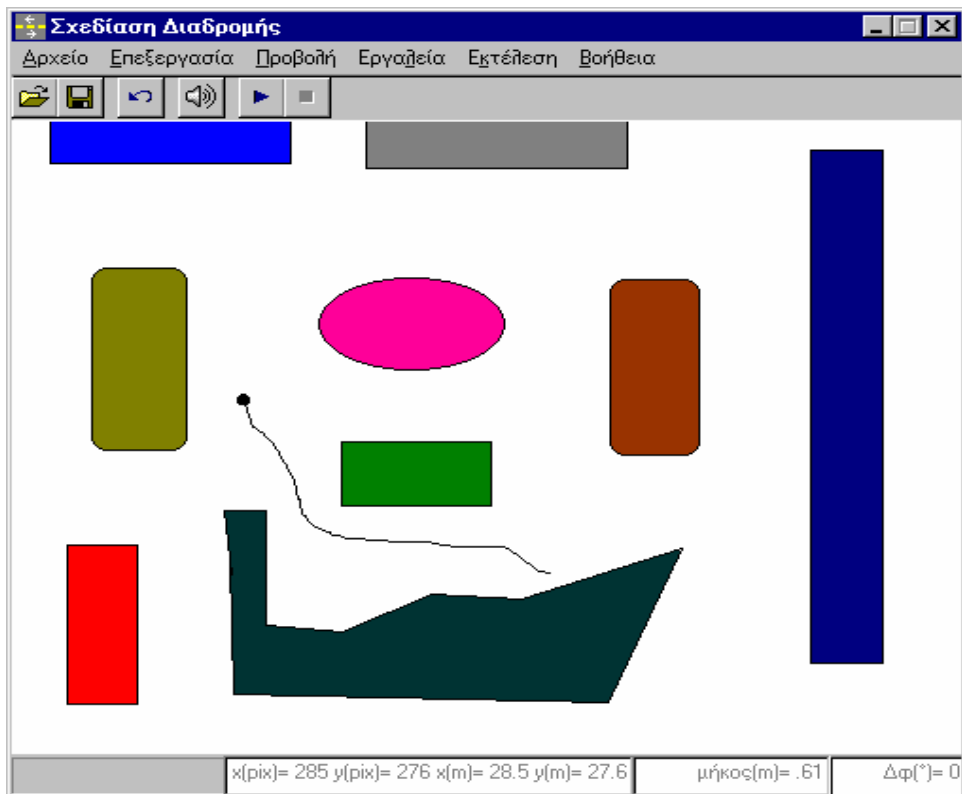 Σχεδίαση Διαδρομής
Αρχείο Επεξεργασία Προβολή Εργαλεία Εκτέλεση Βοήθεια
x(pix)= 285 y(pix)= 276 x(m)= 28.5 y(m)= 27.6 μήκος(m)= .61 Δφ(°)= 0